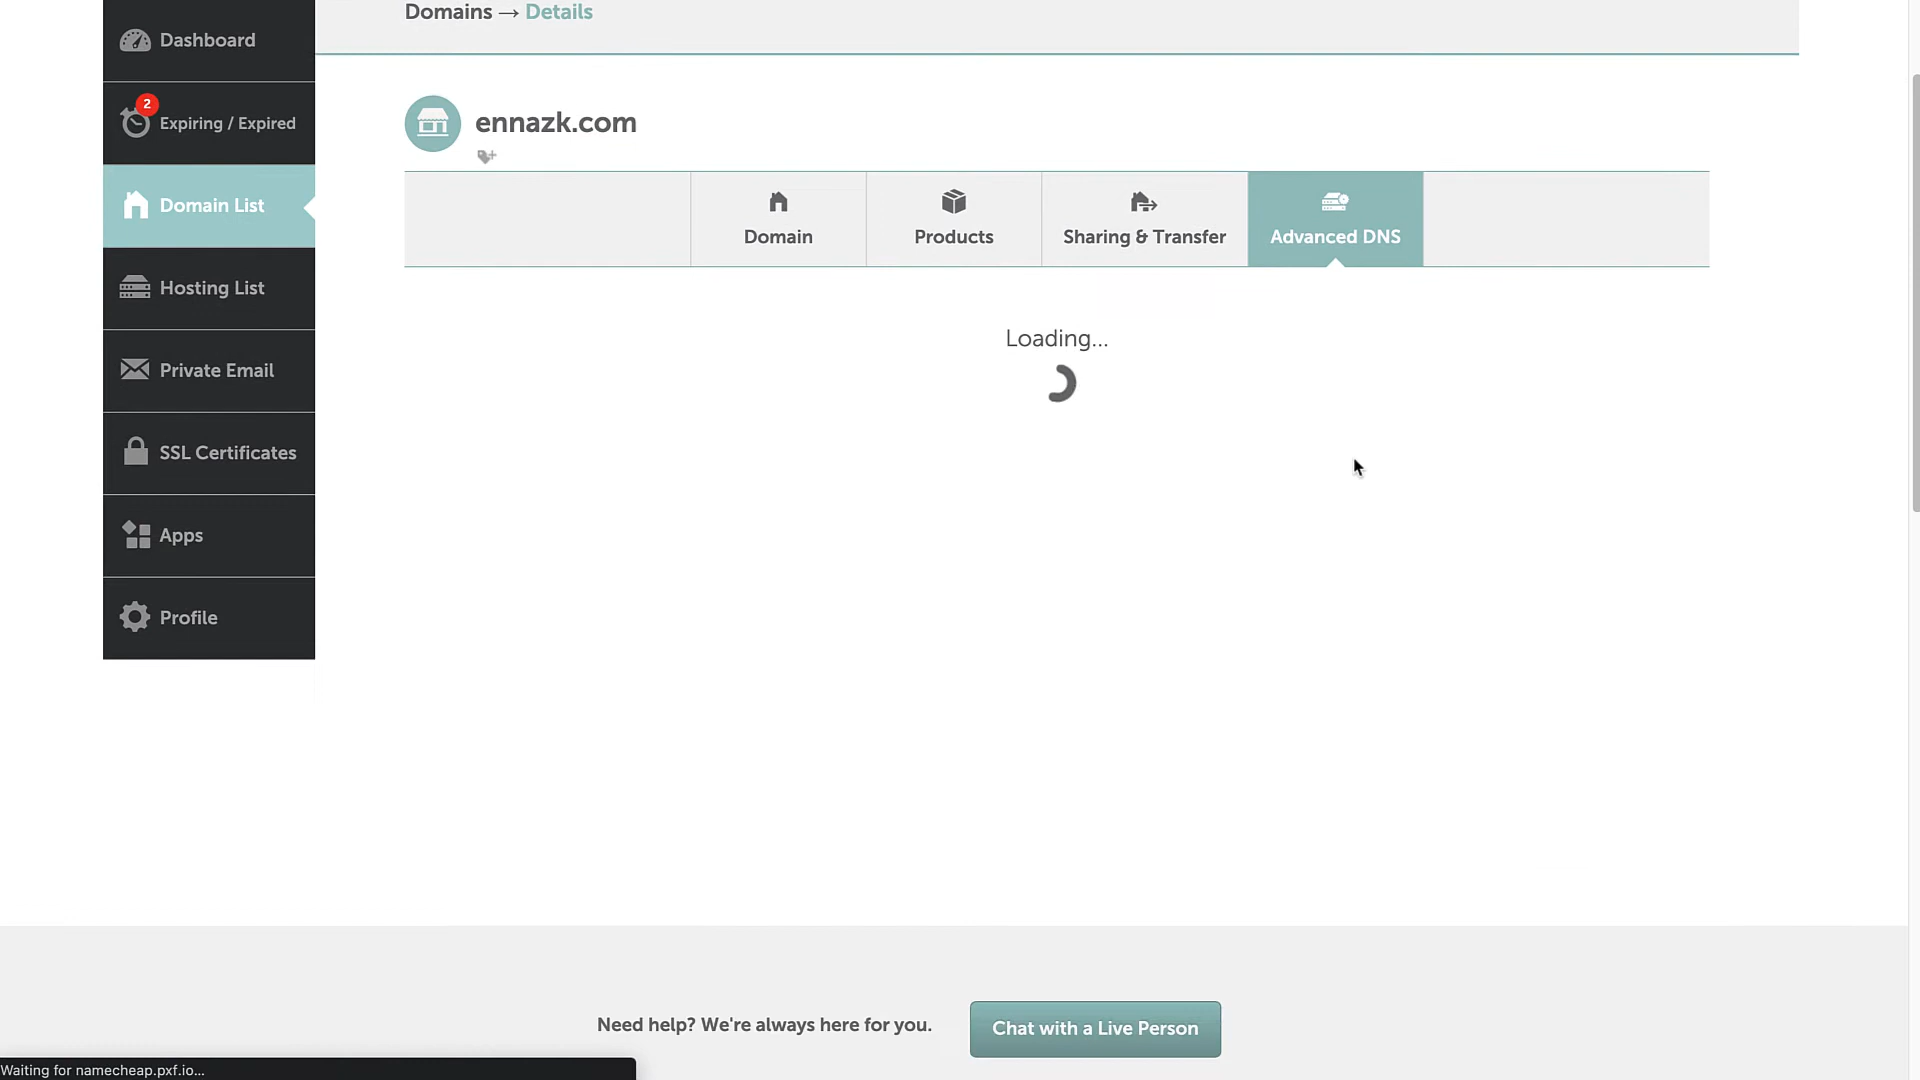 Domains → Details
Dashboard
2
Expiring / Expired
Domain List
Hosting List
Private Email
SSL Certificates
Apps
Profile
ennazk.com
Domain
Products
Sharing & Transfer
Advanced DNS
Loading...
Need help? We're always here for you.
Chat with a Live Person
Waiting for namecheap.pxf.io...